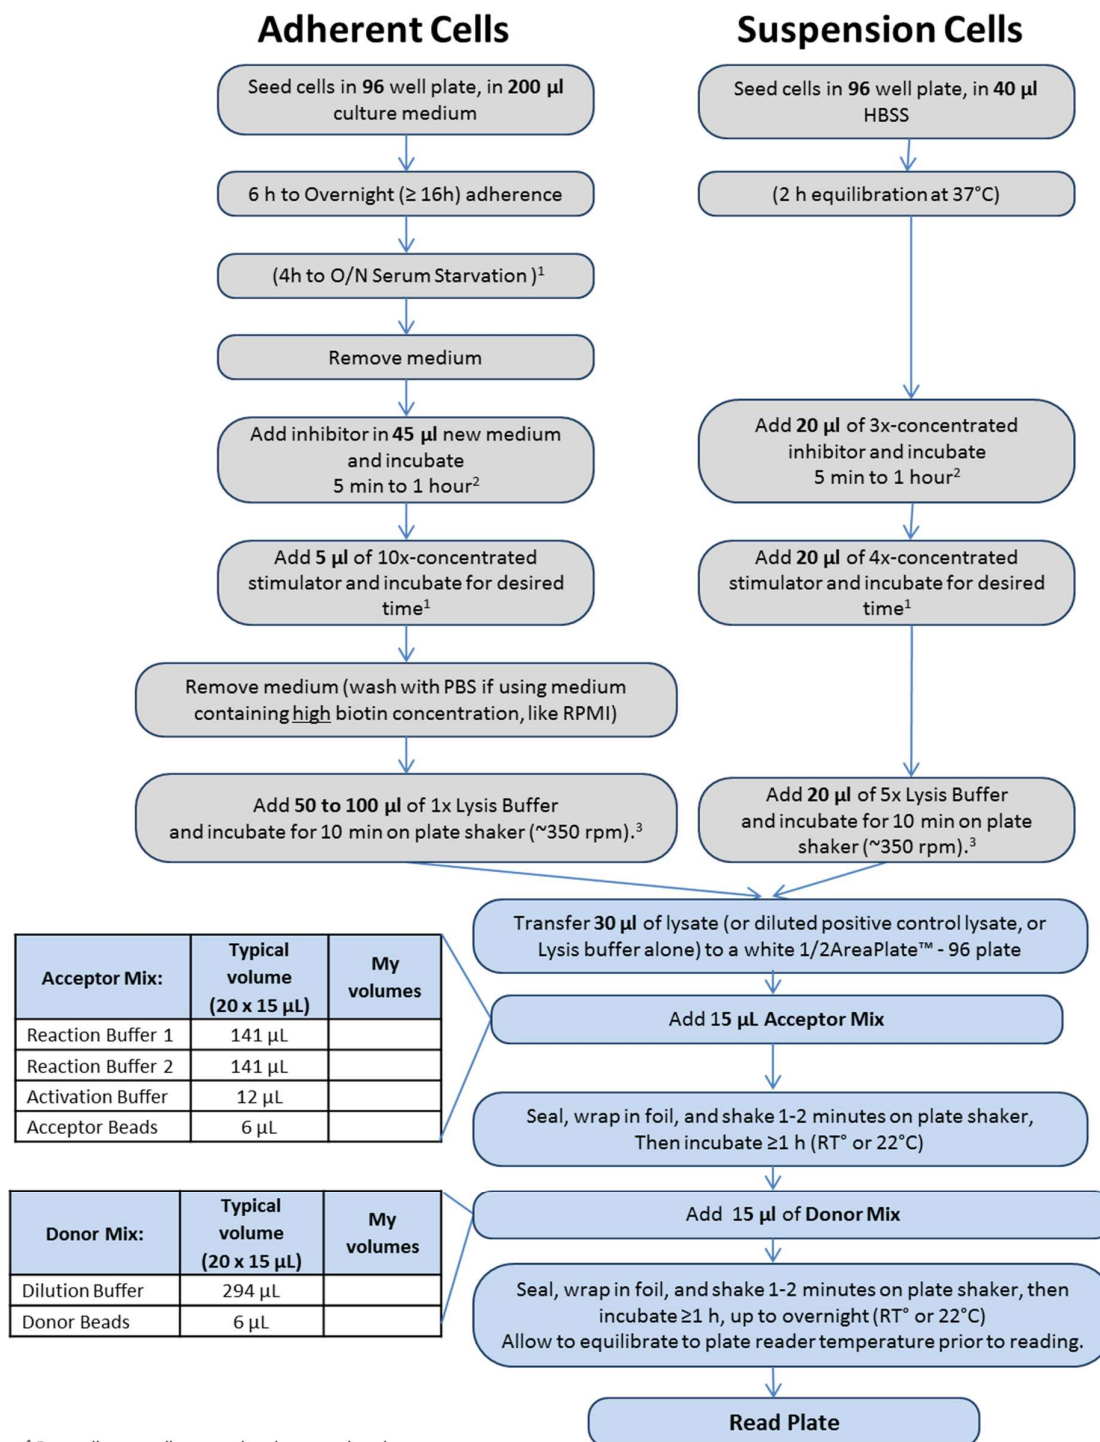 Adherent Cells
Seed cells in 96 well plate, in 200 µl
culture medium
6 h to Overnight (≥ 16h) adherence
(4h to O/N Serum Starvation )¹
Remove medium
Add inhibitor in 45 µl new medium
and incubate
5 min to 1 hour²
Add 5 µl of 10x-concentrated
stimulator and incubate for desired
time¹
Remove medium (wash with PBS if using medium
containing high biotin concentration, like RPMI)
Add 50 to 100 µl of 1x Lysis Buffer
and incubate for 10 min on plate shaker (~350 rpm).³
Suspension Cells
Seed cells in 96 well plate, in 40 µl
HBSS
(2 h equilibration at 37°C)
Add 20 µl of 3x-concentrated
inhibitor and incubate
5 min to 1 hour²
Add 20 µl of 4x-concentrated
stimulator and incubate for desired
time¹
Add 20 µl of 5x Lysis Buffer
and incubate for 10 min on plate
shaker (~350 rpm).³
Transfer 30 µl of lysate (or diluted positive control lysate, or
Lysis buffer alone) to a white 1/2AreaPlate™ - 96 plate
Acceptor Mix:
Typical
volume
(20 x 15 µL)
My
volumes
Reaction Buffer 1 141 µL
Reaction Buffer 2 141 µL
Activation Buffer 12 µL
Acceptor Beads 6 µL
Add 15 µL Acceptor Mix
Seal, wrap in foil, and shake 1-2 minutes on plate shaker,
Then incubate ≥1 h (RT° or 22°C)
Donor Mix:
Typical
volume
(20 x 15 µL)
My
volumes
Dilution Buffer 294 µL
Donor Beads 6 µL
Add 15 µl of Donor Mix
Seal, wrap in foil, and shake 1-2 minutes on plate shaker, then
incubate ≥1 h, up to overnight (RT° or 22°C)
Allow to equilibrate to plate reader temperature prior to reading.
Read Plate